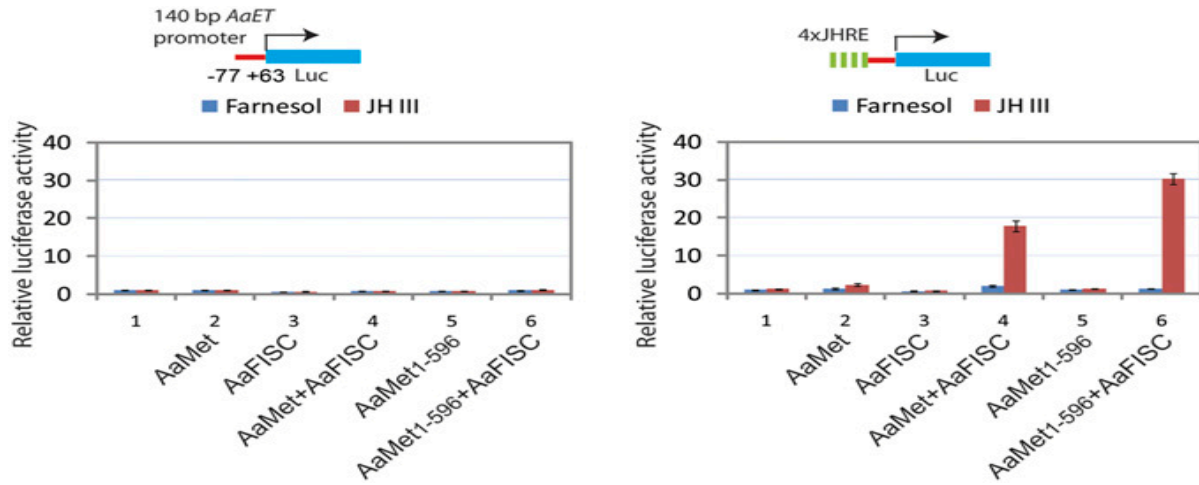 140 bp AaET
promoter
-77 +63 Luc
Farnesol JH III
Relative luciferase activity
40
30
20
10
0
1 2 3 4 5 6
AaMet
AaFISC
AaMet+AaFISC
AaMet1-596
AaMet1-596+AaFISC
4xJHRE
Luc
Farnesol JH III
Relative luciferase activity
40
30
20
10
0
1 2 3 4 5 6
AaMet
AaFISC
AaMet+AaFISC
AaMet1-596
AaMet1-596+AaFISC